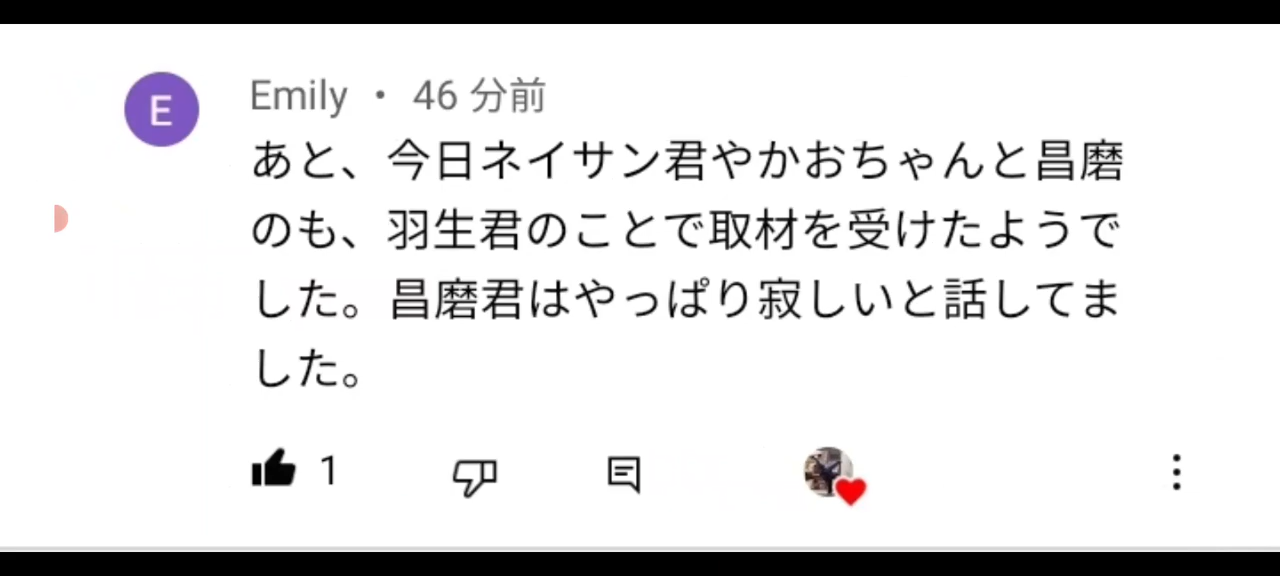 E
Emily ・ 46 分前
あと、今日ネイサン君やかおちゃんと昌磨
のも、羽生君のことで取材を受けたようで
した。昌磨君はやっぱり寂しいと話してま
した。
1